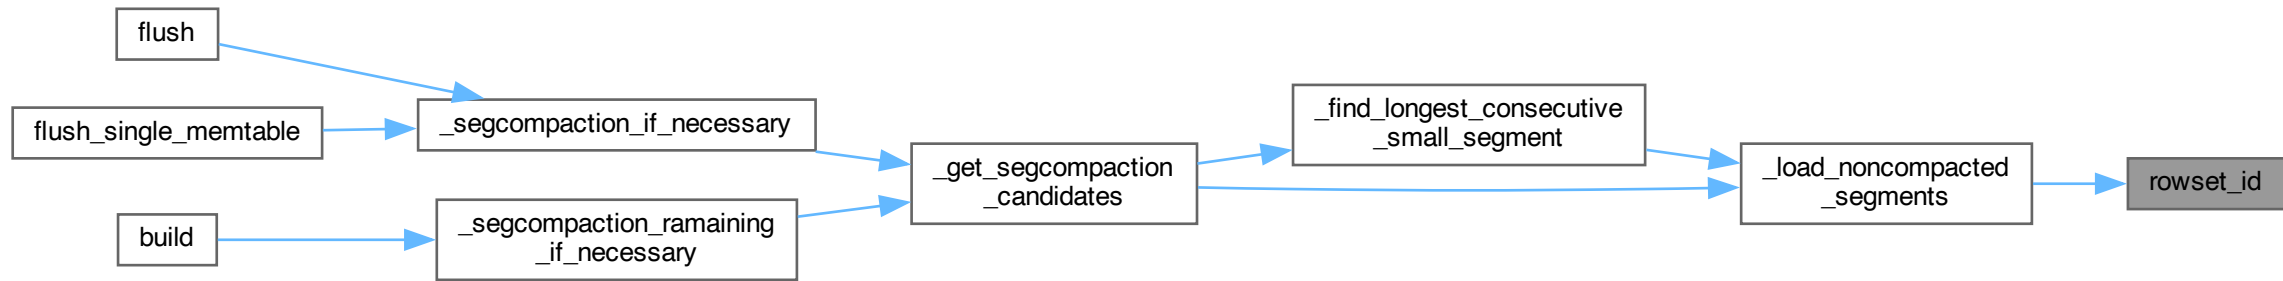 flush
flush_single_memtable
build
_segcompaction_if_necessary
_segcompaction_ramaining
_if_necessary
_get_segcompaction
_candidates
_find_longest_consecutive
_small_segment
_load_noncompacted
_segments
rowset_id